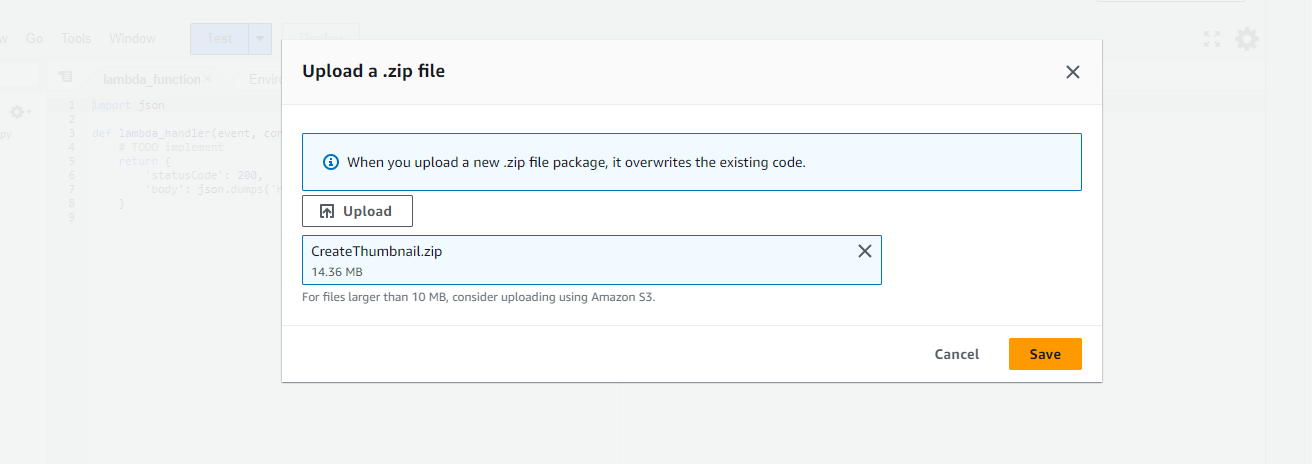 Go Tools Window Test
Upload a .zip file
lambda_function × Enviro
1 import json
2
3 def lambda_handler(event, con
4 # TODO implement
5 return {
6 'statusCode': 200,
7 'body': json.dumps('H
8 }
9
py
When you upload a new .zip file package, it overwrites the existing code.
Upload
CreateThumbnail.zip
14.36 MB
For files larger than 10 MB, consider uploading using Amazon S3.
Cancel Save